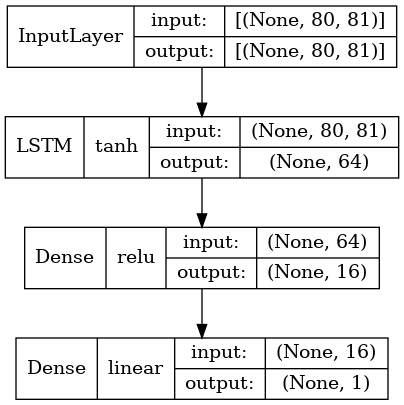 InputLayer input: [(None, 80, 81)]
output: [(None, 80, 81)]
LSTM tanh input: (None, 80, 81)
output: (None, 64)
Dense relu input: (None, 64)
output: (None, 16)
Dense linear input: (None, 16)
output: (None, 1)